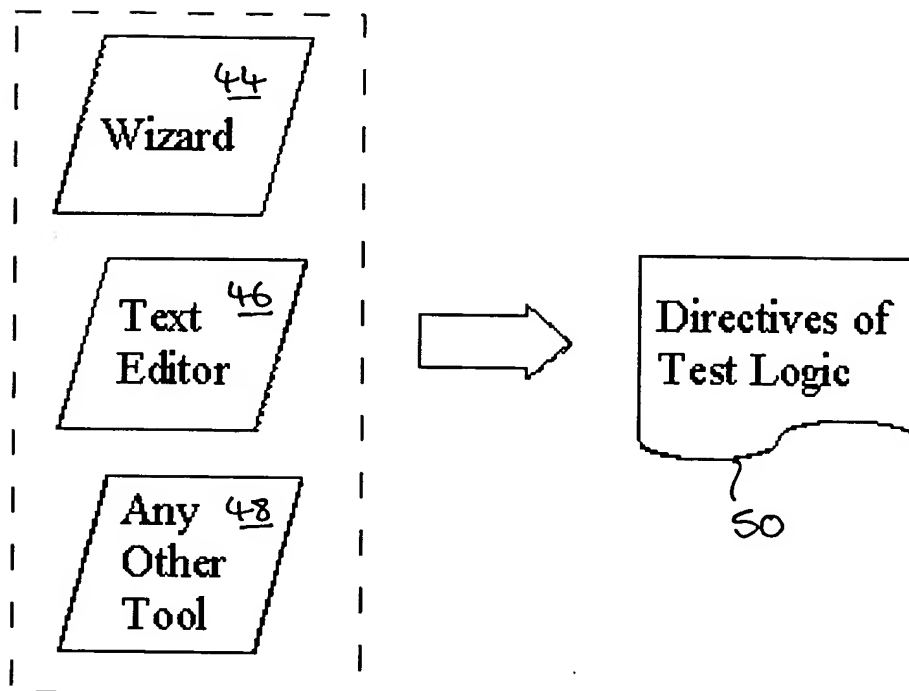 44
Wizard
46
Text
Editor
Any 48
Other
Tool
Directives of
Test Logic
50